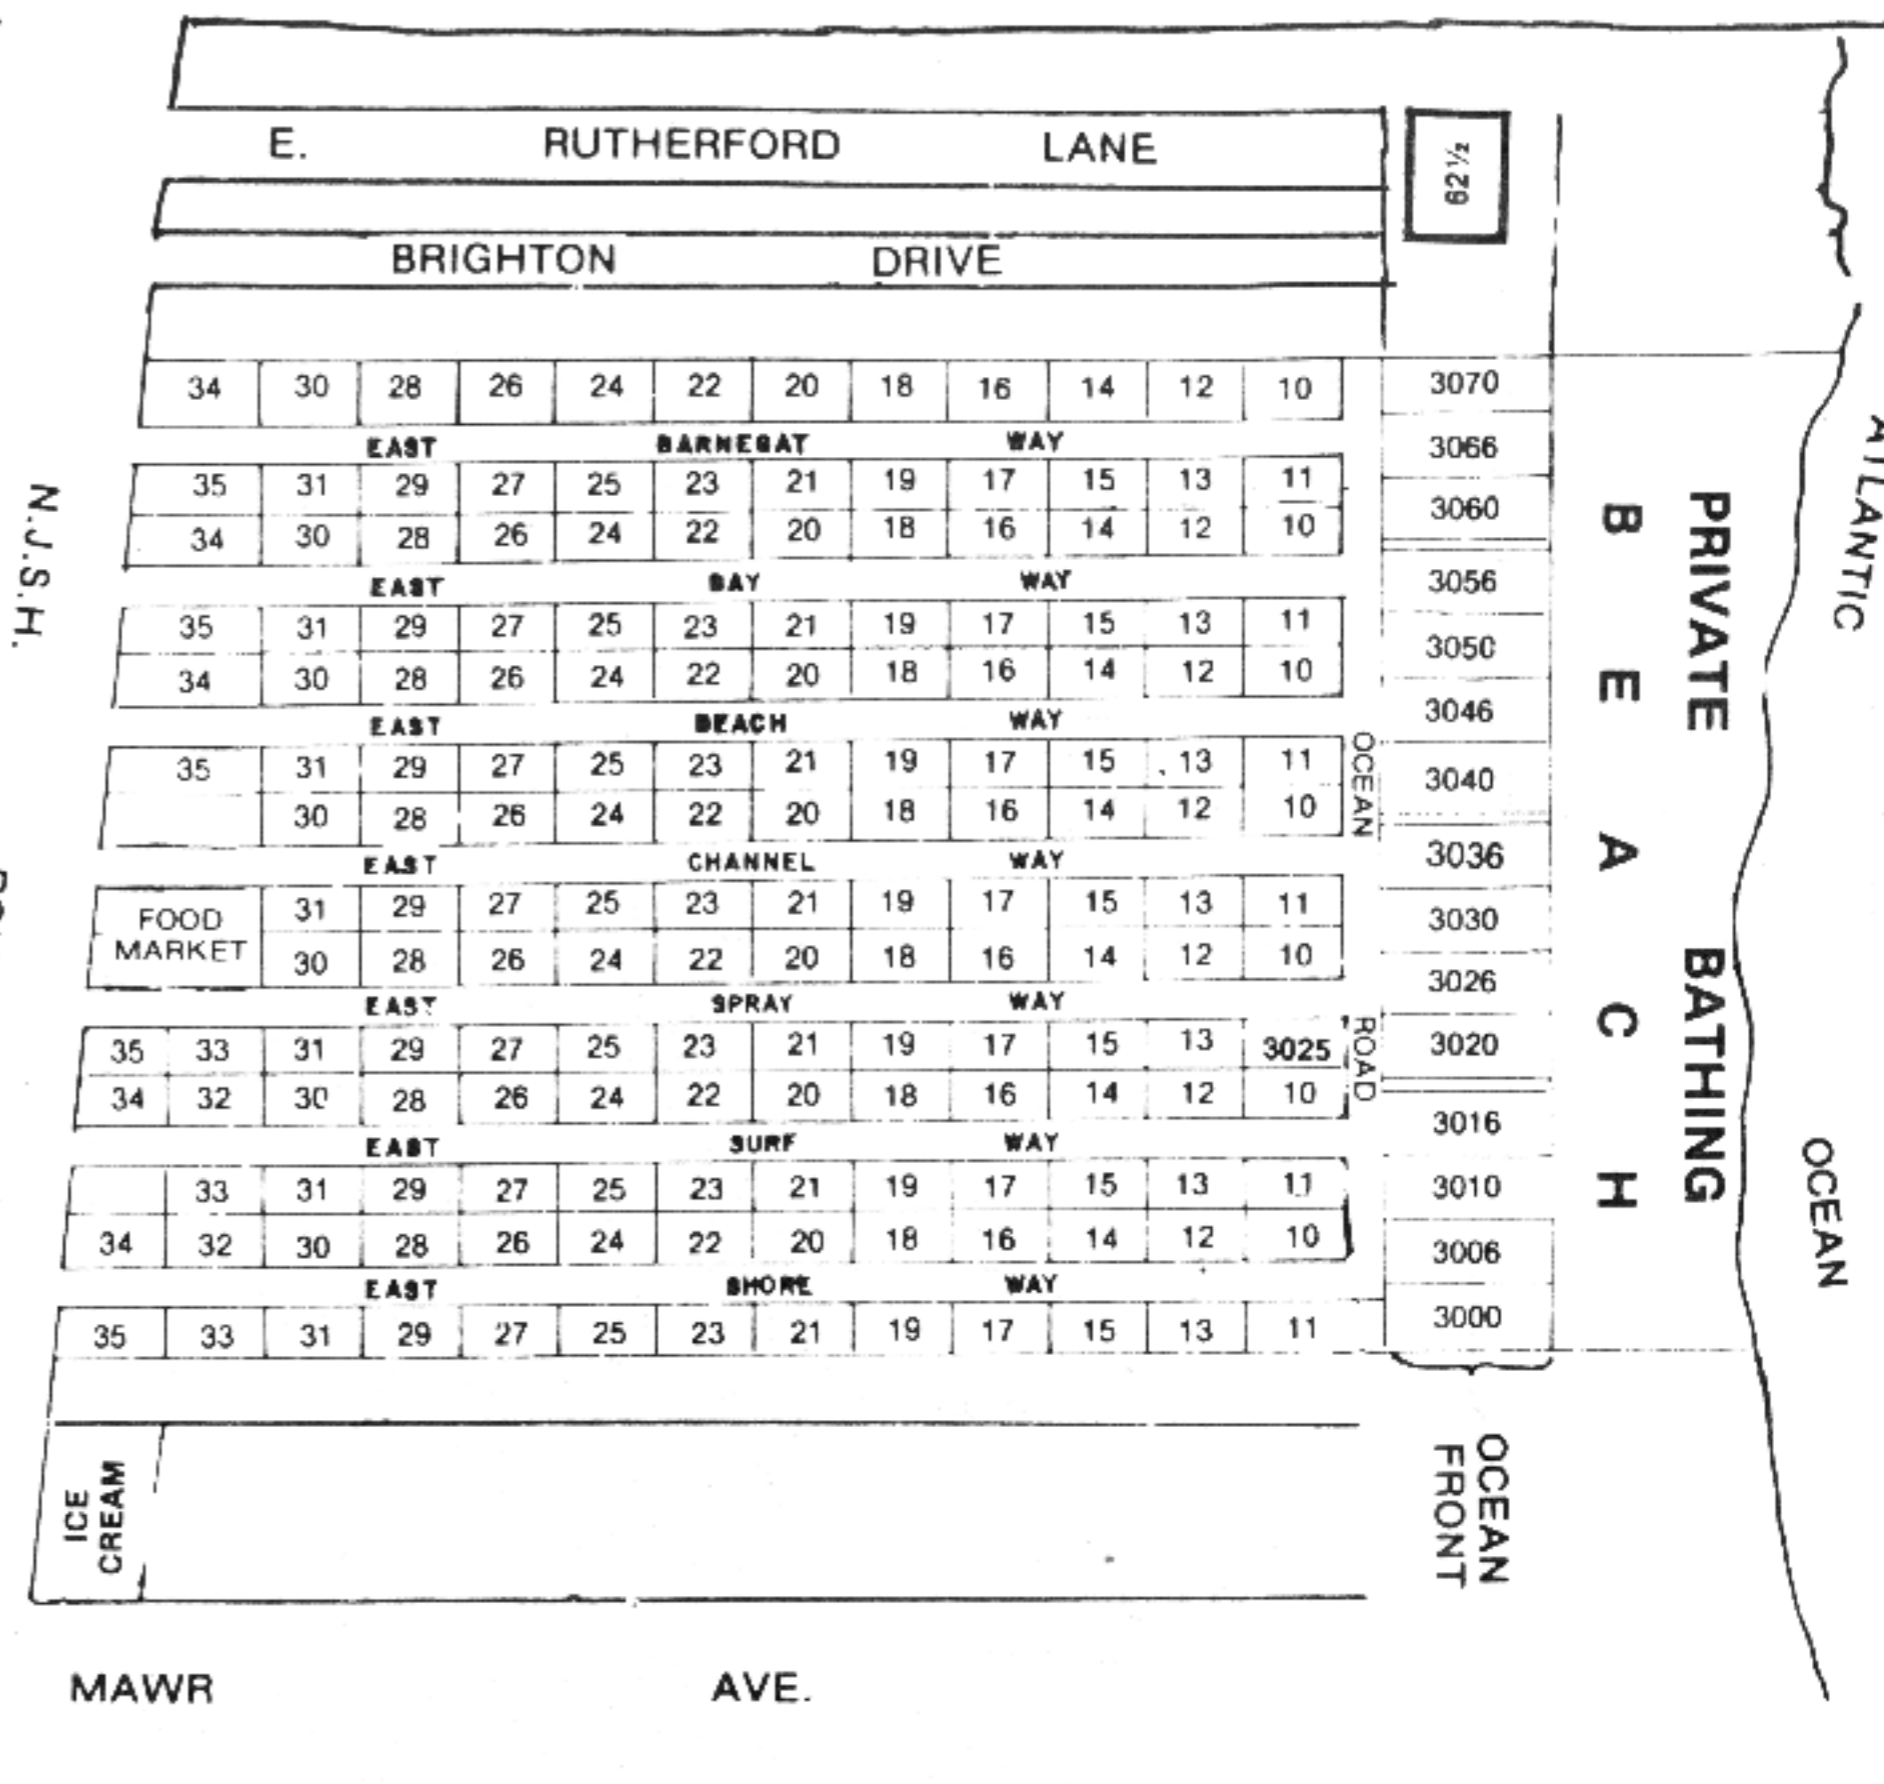 E. RUTHERFORD LANE
62½
BRIGHTON DRIVE
34 30 28 26 24 22 20 18 16 14 12 10 3070
EAST BARNEGAT WAY 3066
35 31 29 27 25 23 21 19 17 15 13 11
34 30 28 26 24 22 20 18 16 14 12 10 3060
EAST BAY WAY 3056
35 31 29 27 25 23 21 19 17 15 13 11 3050
34 30 28 26 24 22 20 18 16 14 12 10
EAST BEACH WAY 3046
35 31 29 27 25 23 21 19 17 15 13 11 3040
30 28 26 24 22 20 18 16 14 12 10
EAST CHANNEL WAY 3036
FOOD
MARKET
31 29 27 25 23 21 19 17 15 13 11 3030
30 28 26 24 22 20 18 16 14 12 10 3026
EAST SPRAY WAY
35 33 31 29 27 25 23 21 19 17 15 13 3025 3020
34 32 30 28 26 24 22 20 18 16 14 12 10
EAST SURF WAY 3016
33 31 29 27 25 23 21 19 17 15 13 11 3010
34 32 30 28 26 24 22 20 18 16 14 12 10 3006
EAST SHORE WAY
35 33 31 29 27 25 23 21 19 17 15 13 11 3000
OCEAN ROAD
OCEAN
FRONT
BEACH
PRIVATE BATHING
ATLANTIC OCEAN
N.J.S.H.
ICE
CREAM
MAWR AVE.